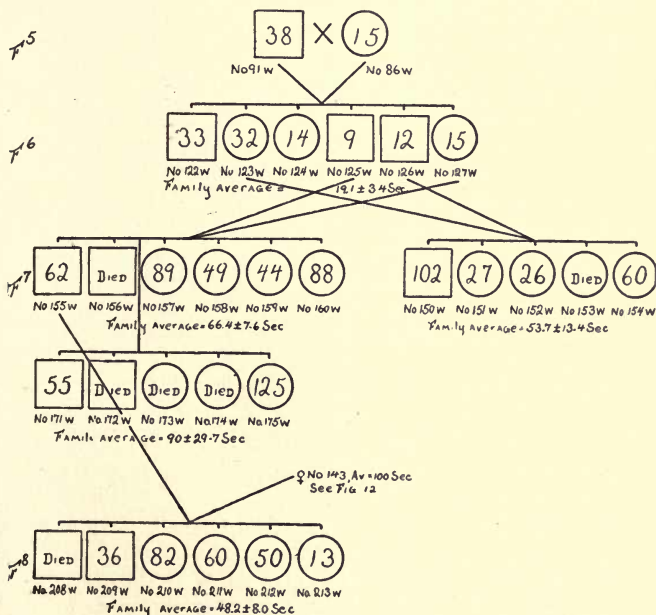 F5
38 X 15
No 91 W No 86 W
F6
33 32 14 9 12 15
No 122 W No 123 W No 124 W No 125 W No 126 W No 127 W
Family Average = 19.1 ± 3.4 Sec
F7
62 Died 89 49 44 88
No 155 W No 156 W No 157 W No 158 W No 159 W No 160 W
Family Average = 66.4 ± 7.6 Sec
102 27 26 Died 60
No 150 W No 151 W No 152 W No 153 W No 154 W
Family Average = 53.7 ± 13.4 Sec
55 Died Died Died 125
No 171 W No 172 W No 173 W No 174 W No 175 W
Famili Average = 90 ± 29.7 Sec
♀ No 143, Av = 100 Sec
See Fig 12
F8
Died 36 82 60 50 13
No 208 W No 209 W No 210 W No 211 W No 212 W No 213 W
Family Average = 48.2 ± 8.0 Sec